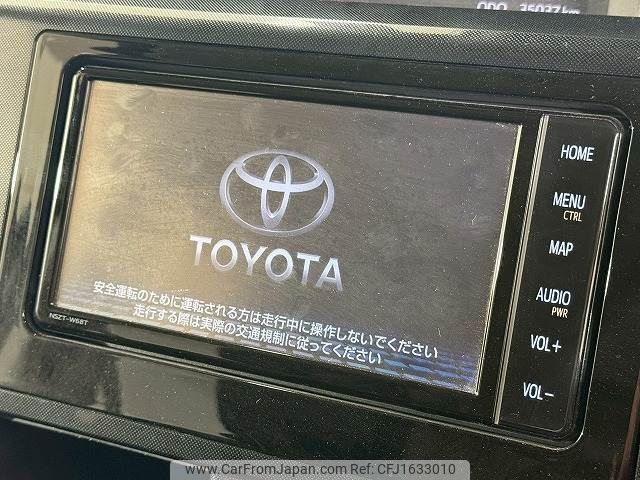 ODO 35037 km
HOME
MENU
CTRL
MAP
AUDIO
PWR
VOL+
VOL-
TOYOTA
安全運転のために運転される方は走行中に操作しないでください
走行する際は実際の交通規制に従ってください
NSZT-W68T
www.CarFromJapan.com - CFJ1633010